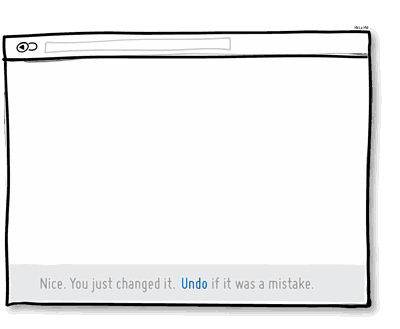 Nice. You just changed it. Undo if it was a mistake.